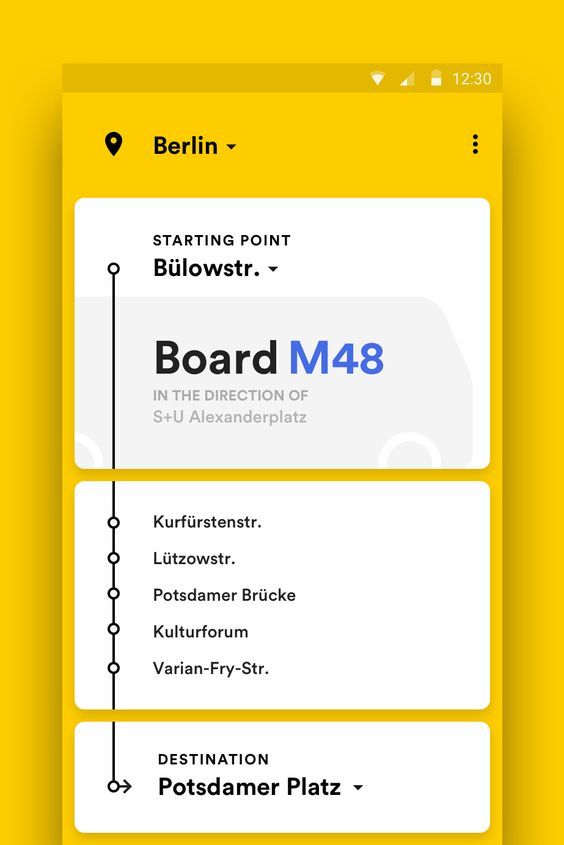 12:30
Berlin
STARTING POINT
Bülowstr.
Board M48
IN THE DIRECTION OF
S+U Alexanderplatz
Kurfürstenstr.
Lützowstr.
Potsdamer Brücke
Kulturforum
Varian-Fry-Str.
DESTINATION
Potsdamer Platz